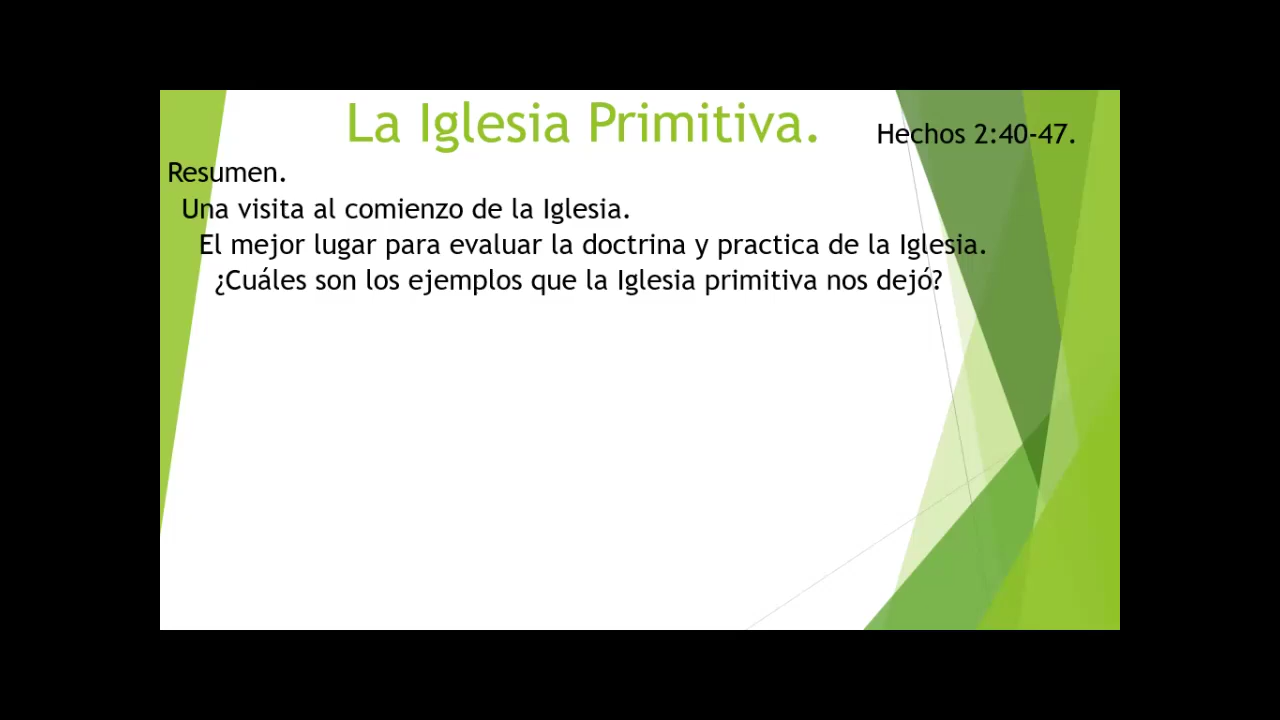 La Iglesia Primitiva.
Hechos 2:40-47.
Resumen.
Una visita al comienzo de la Iglesia.
El mejor lugar para evaluar la doctrina y practica de la Iglesia.
¿Cuáles son los ejemplos que la Iglesia primitiva nos dejó?